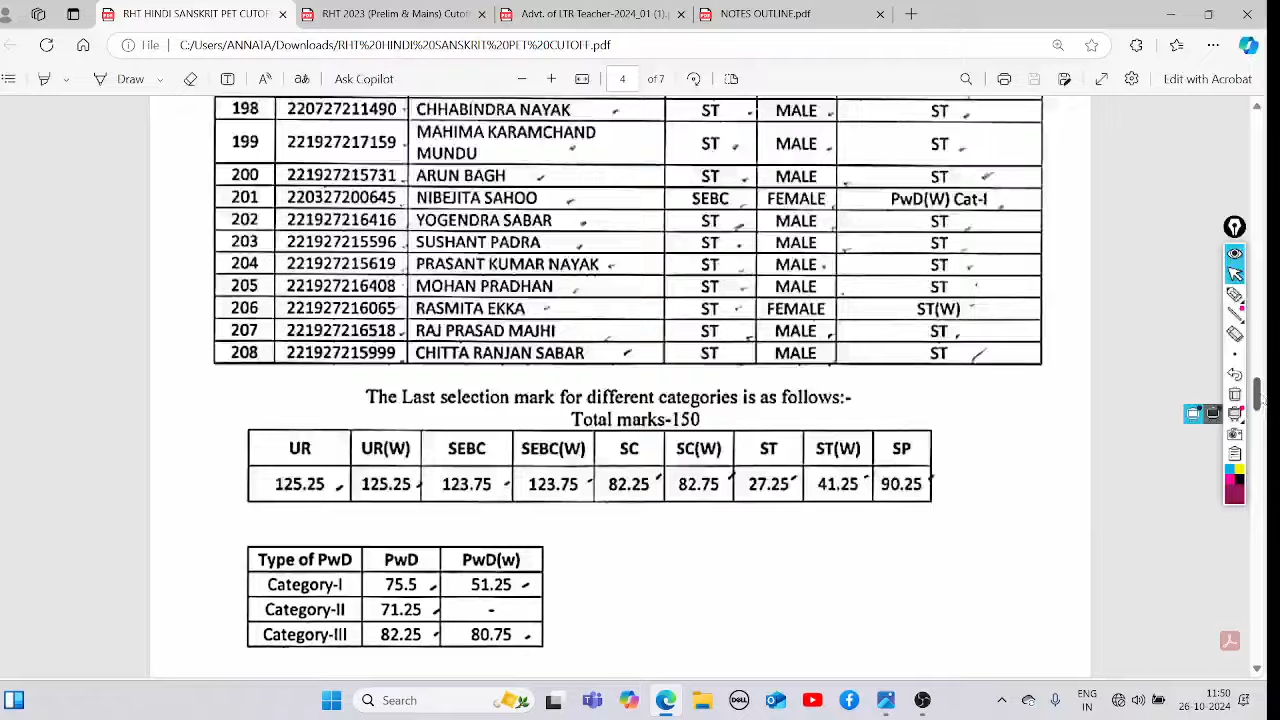 RHT HINDI SANSKRIT PET CUTOF
RHT 2023 (Prelim & Mains) Cutof
Advt of LTR Teacher-2024_01 (1).p
NOTES OUTLINE.pdf
File C:/Users/ANNATA/Downloads/RHT%20HINDI%20SANSKRIT%20PET%20CUTOFF.pdf
Draw Ask Copilot 4 of 7 Edit with Acrobat
198 220727211490 CHHABINDRA NAYAK ST MALE ST
199 221927217159 MAHIMA KARAMCHAND MUNDU ST MALE ST
200 221927215731 ARUN BAGH ST MALE ST
201 220327200645 NIBEJITA SAHOO SEBC FEMALE PwD(W) Cat-I
202 221927216416 YOGENDRA SABAR ST MALE ST
203 221927215596 SUSHANT PADRA ST MALE ST
204 221927215619 PRASANT KUMAR NAYAK ST MALE ST
205 221927216408 MOHAN PRADHAN ST MALE ST
206 221927216065 RASMITA EKKA ST FEMALE ST(W)
207 221927216518 RAJ PRASAD MAJHI ST MALE ST
208 221927215999 CHITTA RANJAN SABAR ST MALE ST
The Last selection mark for different categories is as follows:-
Total marks-150
UR UR(W) SEBC SEBC(W) SC SC(W) ST ST(W) SP
125.25 125.25 123.75 123.75 82.25 82.75 27.25 41.25 90.25
Type of PwD PwD PwD(w)
Category-I 75.5 51.25
Category-II 71.25 -
Category-III 82.25 80.75
Search
ENG
IN
11:50
26-10-2024